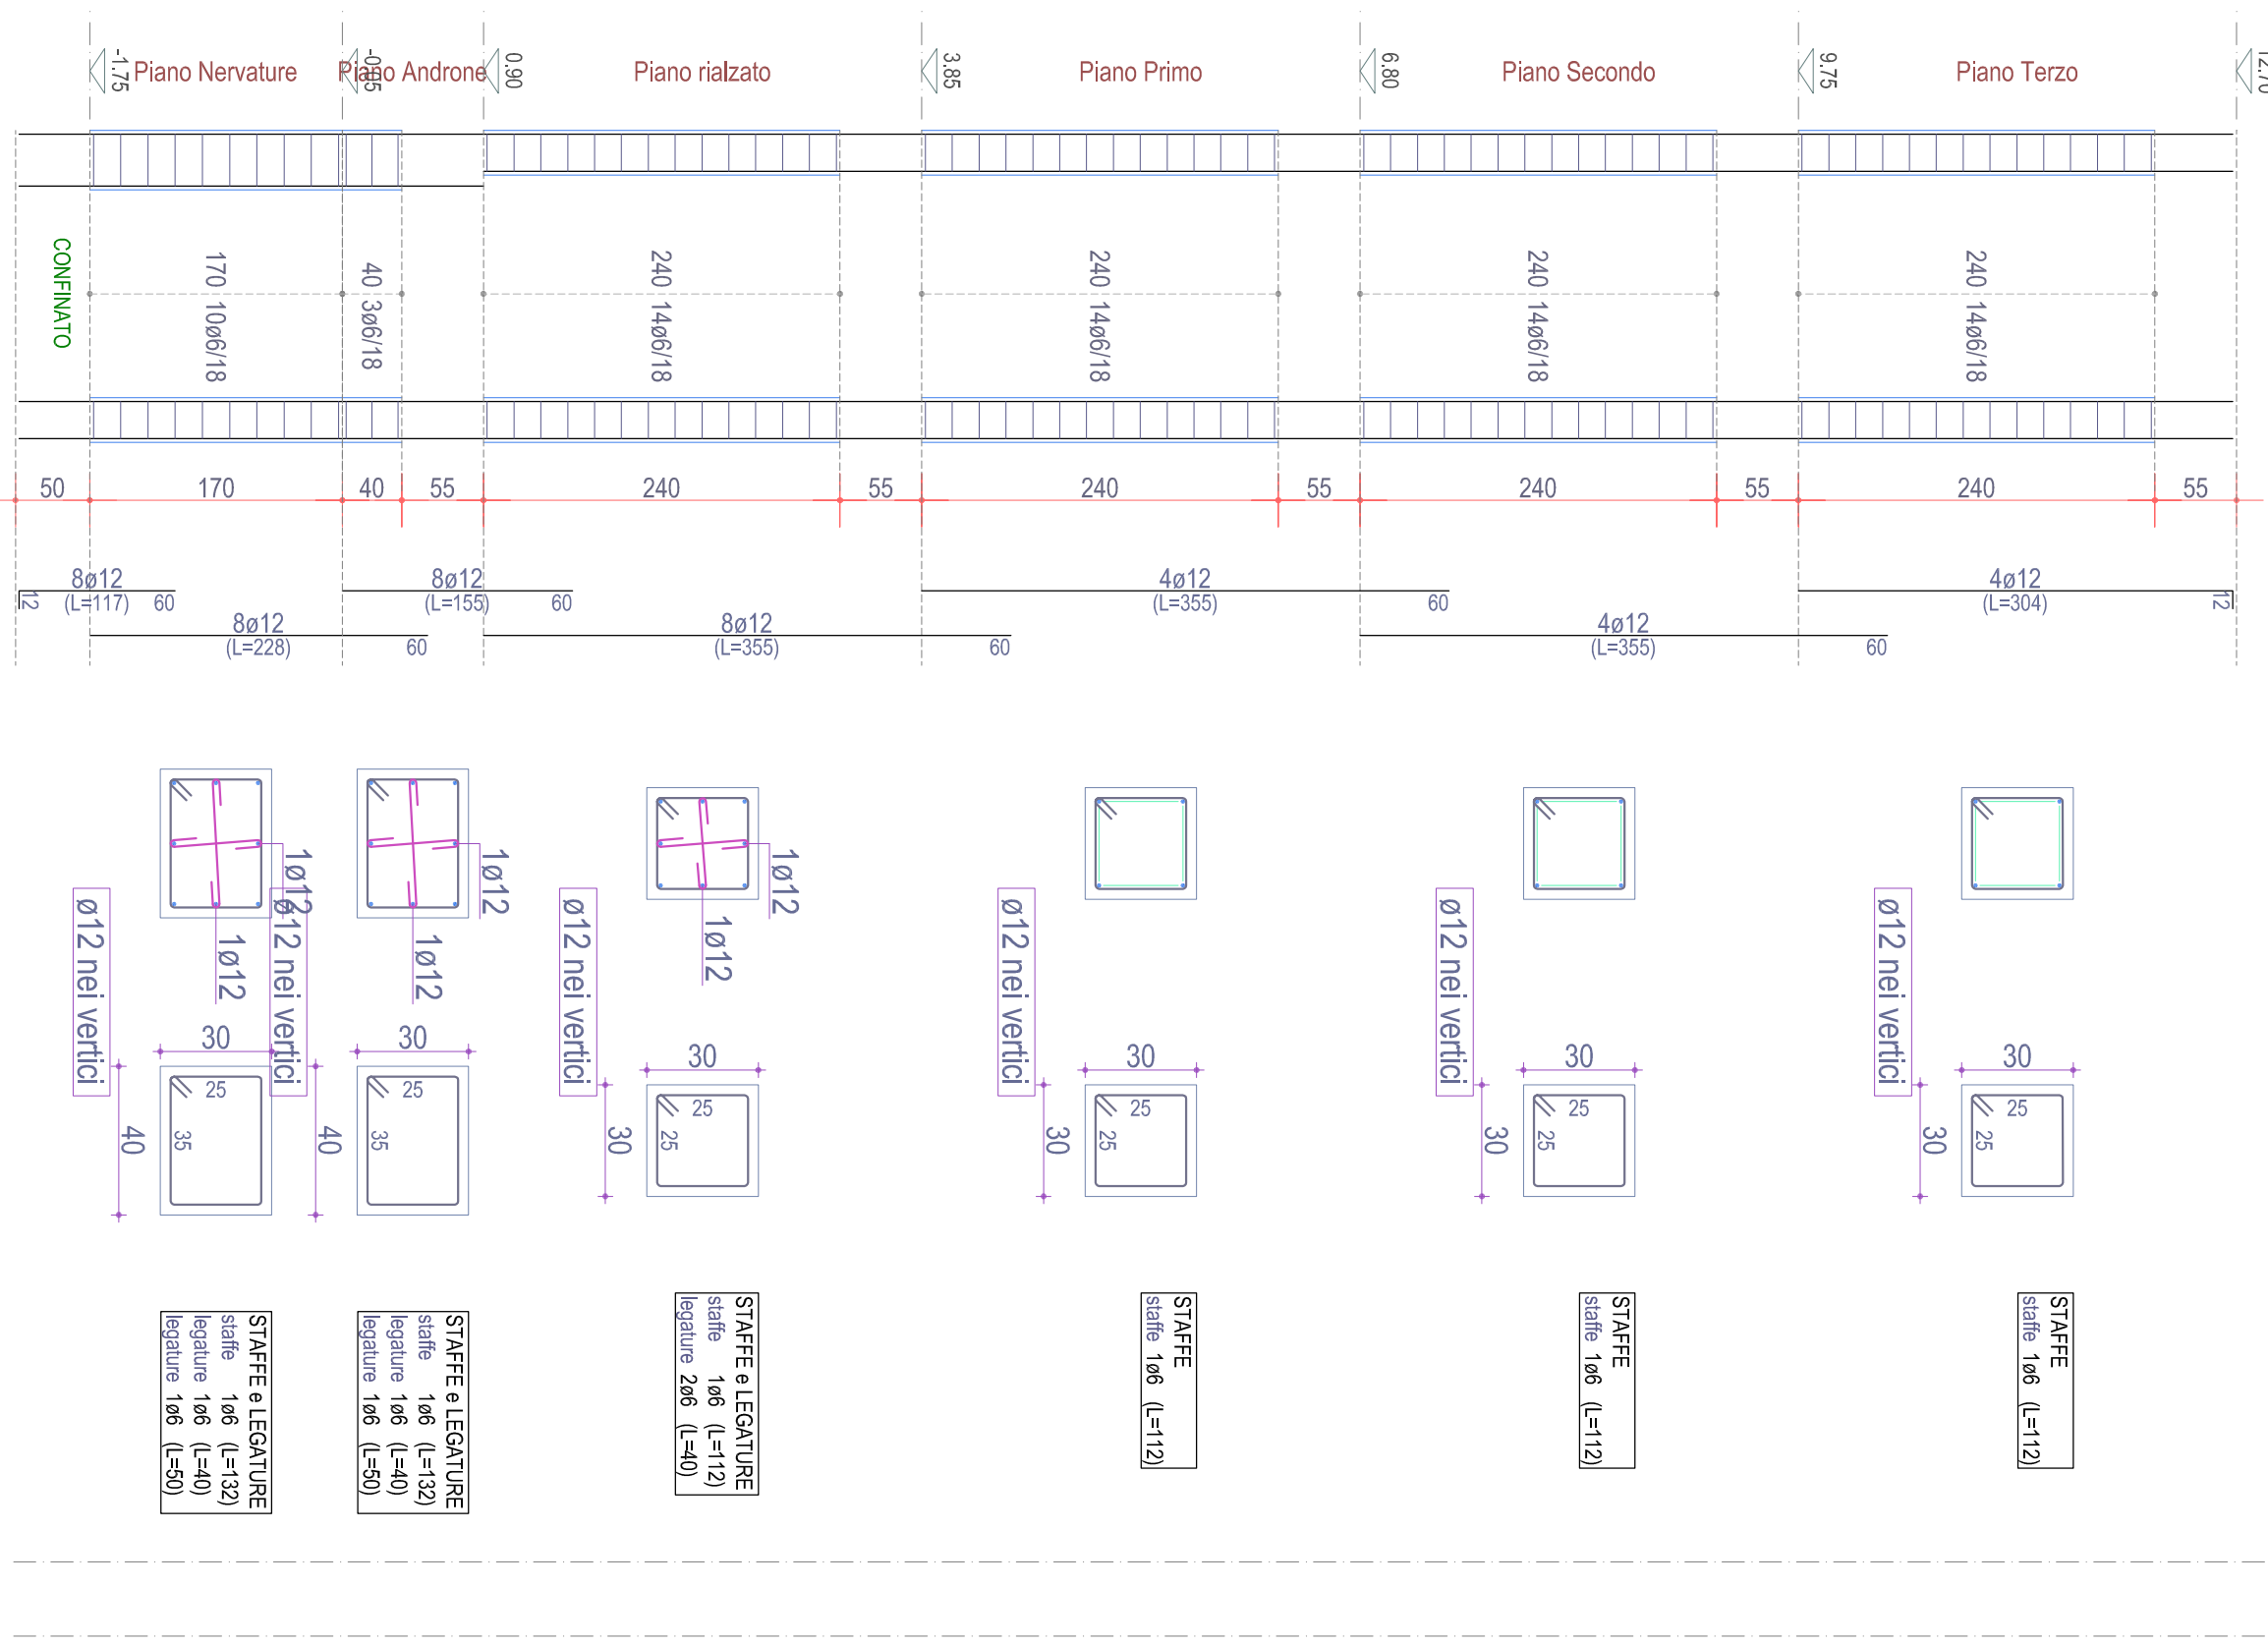 -1.75
Piano Nervature
-0.05
Piano Androne
0.90
Piano rialzato
3.85
Piano Primo
6.80
Piano Secondo
9.75
Piano Terzo
12.70
CONFINATO
170 10ø6/18
40 3ø6/18
240 14ø6/18
240 14ø6/18
240 14ø6/18
240 14ø6/18
50 170 40 55 240 55 240 55 240 55 240 55
12
8ø12
(L=117)
60
8ø12
(L=155)
60
4ø12
(L=355)
60
4ø12
(L=304)
12
8ø12
(L=228)
60
8ø12
(L=355)
60
4ø12
(L=355)
60
1ø12
1ø12
ø12 nei vertici
1ø12
1ø12
ø12 nei vertici
1ø12
1ø12
ø12 nei vertici
ø12 nei vertici
ø12 nei vertici
ø12 nei vertici
30
40
25
35
30
40
25
35
30
30
25
25
30
30
25
25
30
30
25
25
30
30
25
25
STAFFE e LEGATURE
staffe 1ø6 (L=132)
legature 1ø6 (L=40)
legature 1ø6 (L=50)
STAFFE e LEGATURE
staffe 1ø6 (L=132)
legature 1ø6 (L=40)
legature 1ø6 (L=50)
STAFFE e LEGATURE
staffe 1ø6 (L=112)
legature 2ø6 (L=40)
STAFFE
staffe 1ø6 (L=112)
STAFFE
staffe 1ø6 (L=112)
STAFFE
staffe 1ø6 (L=112)